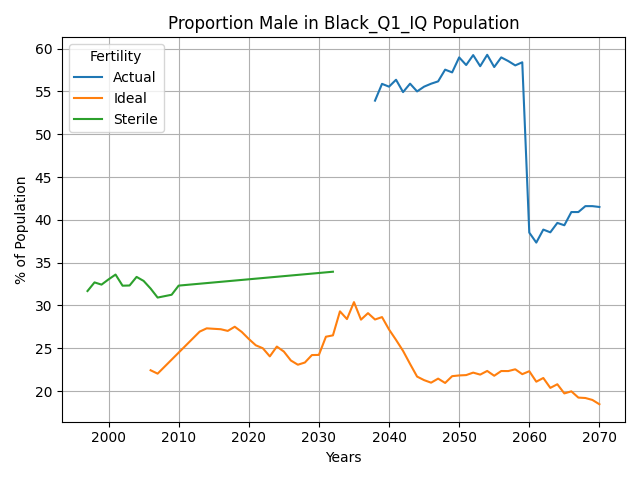 Proportion Male in Black_Q1_IQ Population
Fertility
Actual
Ideal
Sterile
% of Population
60
55
50
45
40
35
30
25
20
2000 2010 2020 2030 2040 2050 2060 2070
Years